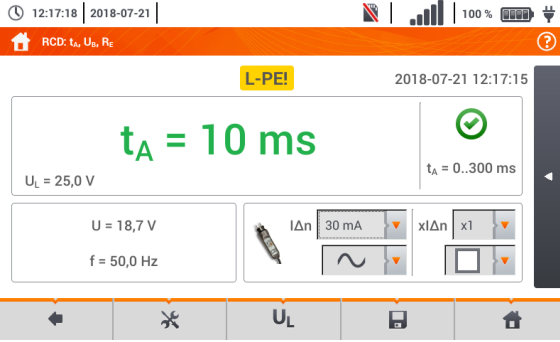 12:17:18 2018-07-21 100 %
RCD: tA, UB, RE ?
L-PE! 2018-07-21 12:17:15
tA = 10 ms
tA = 0..300 ms
UL = 25,0 V
U = 18,7 V
IΔn 30 mA xIΔn x1
f = 50,0 Hz
UL